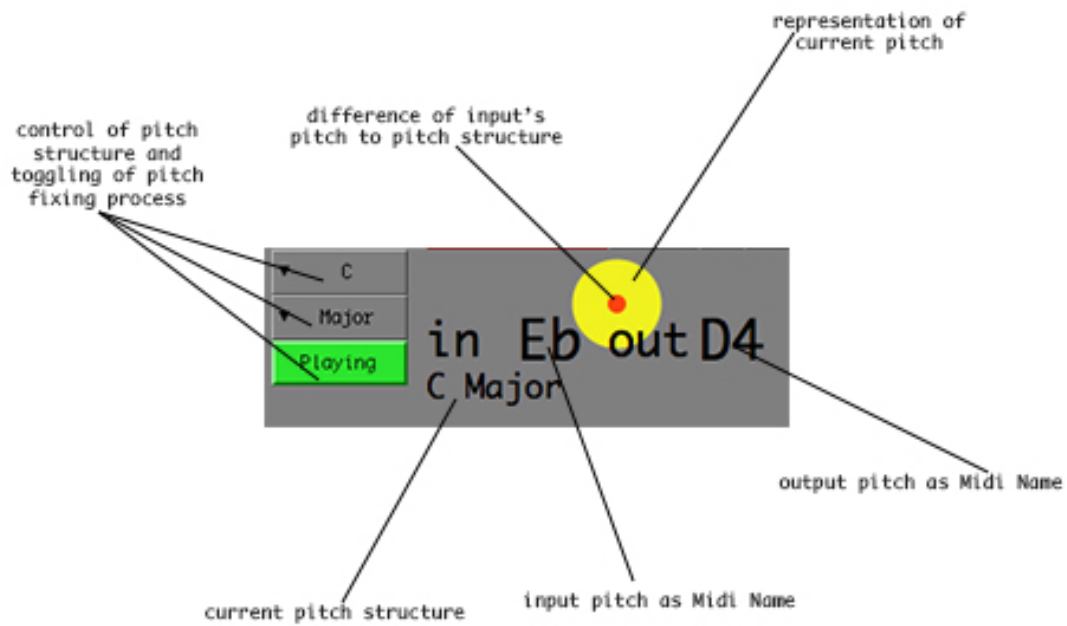 representation of
current pitch
difference of input's
pitch to pitch structure
control of pitch
structure and
toggling of pitch
fixing process
C
Major
Playing
in Eb out D4
C Major
output pitch as Midi Name
input pitch as Midi Name
current pitch structure